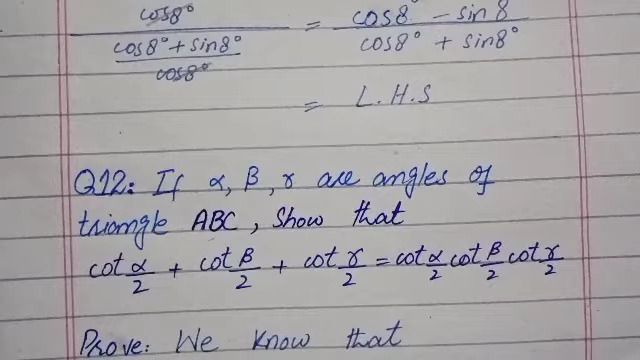 cos8° = cos8° - sin8
cos8° + sin8° cos8° + sin8°
cos8°
= L.H.S
Q12: If α, β, γ are angles of
triangle ABC, Show that
cot α/2 + cot β/2 + cot γ/2 = cot α/2 cot β/2 cot γ/2
Prove: We know that